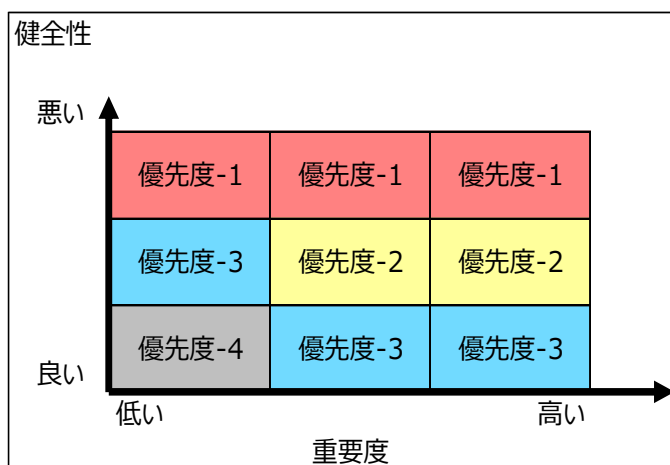 健全性
悪い
優先度-1 優先度-1 優先度-1
優先度-3 優先度-2 優先度-2
優先度-4 優先度-3 優先度-3
良い
低い 高い
重要度